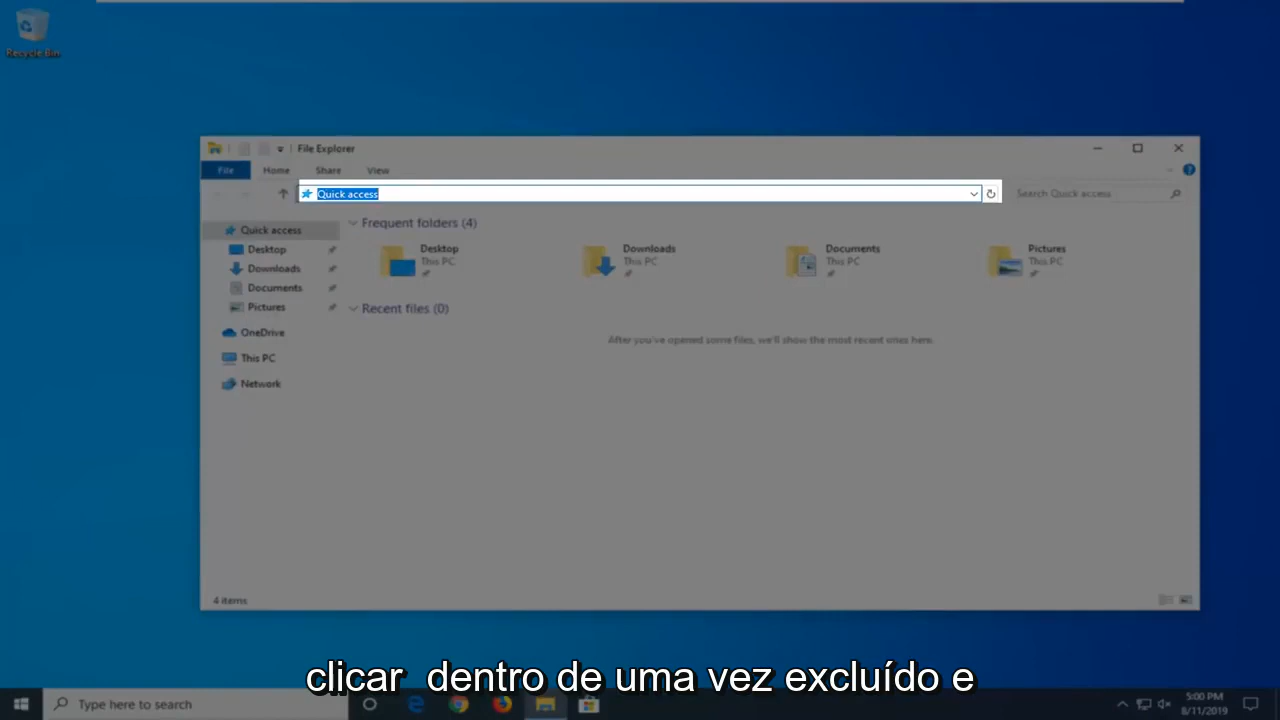 Recycle Bin
File Explorer
File Home Share View
Quick access
Search Quick access
Quick access
Desktop
Downloads
Documents
Pictures
OneDrive
This PC
Network
Frequent folders (4)
Desktop
This PC
Downloads
This PC
Documents
This PC
Pictures
This PC
Recent files (0)
After you've opened some files, we'll show the most recent ones here.
4 items
clicar dentro de uma vez excluído e
Type here to search
5:00 PM
8/11/2019